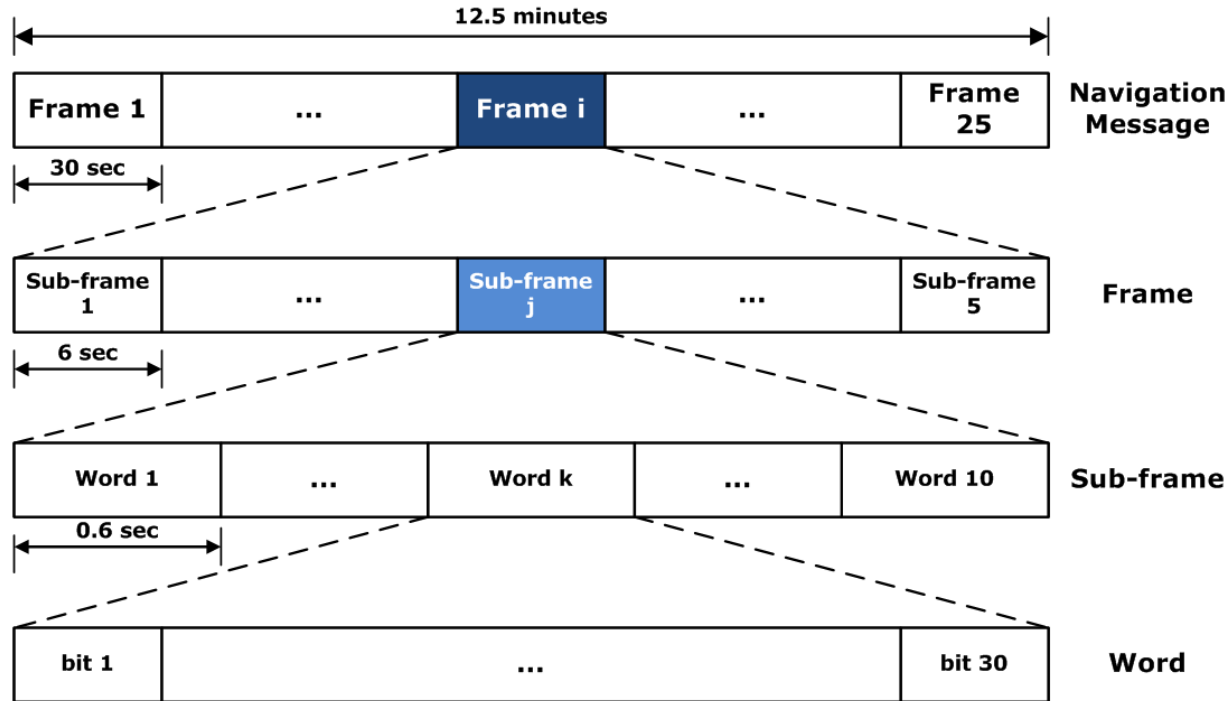 12.5 minutes
Frame 1
...
Frame i
...
Frame
25
Navigation
Message
30 sec
Sub-frame
1
...
Sub-frame
j
...
Sub-frame
5
Frame
6 sec
Word 1
...
Word k
...
Word 10
Sub-frame
0.6 sec
bit 1
...
bit 30
Word